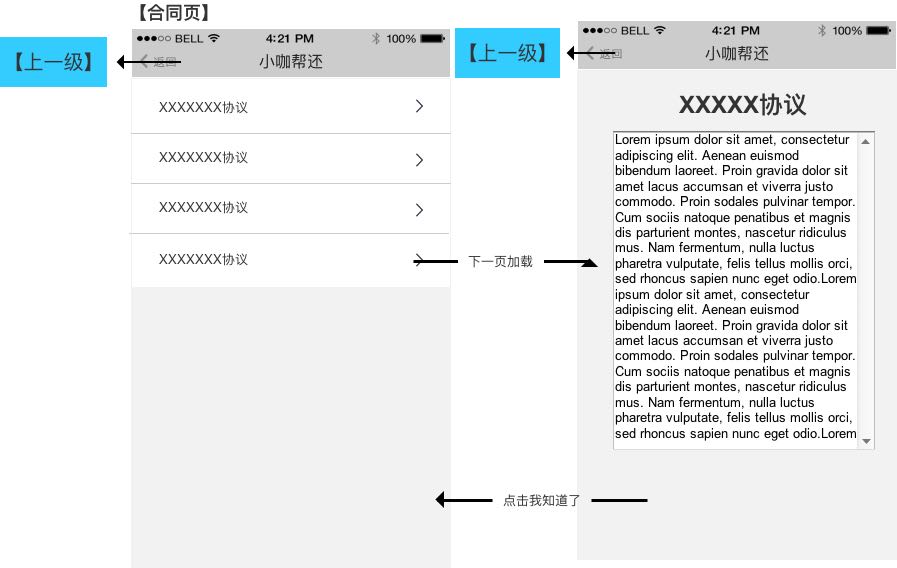 【合同页】
【上一级】
BELL 4:21 PM 100%
返回 小咖帮还
XXXXXXX协议
XXXXXXX协议
XXXXXXX协议
XXXXXXX协议
下一页加载
点击我知道了
【上一级】
BELL 4:21 PM 100%
返回 小咖帮还
XXXXX协议
Lorem ipsum dolor sit amet, consectetur
adipiscing elit. Aenean euismod
bibendum laoreet. Proin gravida dolor sit
amet lacus accumsan et viverra justo
commodo. Proin sodales pulvinar tempor.
Cum sociis natoque penatibus et magnis
dis parturient montes, nascetur ridiculus
mus. Nam fermentum, nulla luctus
pharetra vulputate, felis tellus mollis orci,
sed rhoncus sapien nunc eget odio.Lorem
ipsum dolor sit amet, consectetur
adipiscing elit. Aenean euismod
bibendum laoreet. Proin gravida dolor sit
amet lacus accumsan et viverra justo
commodo. Proin sodales pulvinar tempor.
Cum sociis natoque penatibus et magnis
dis parturient montes, nascetur ridiculus
mus. Nam fermentum, nulla luctus
pharetra vulputate, felis tellus mollis orci,
sed rhoncus sapien nunc eget odio.Lorem